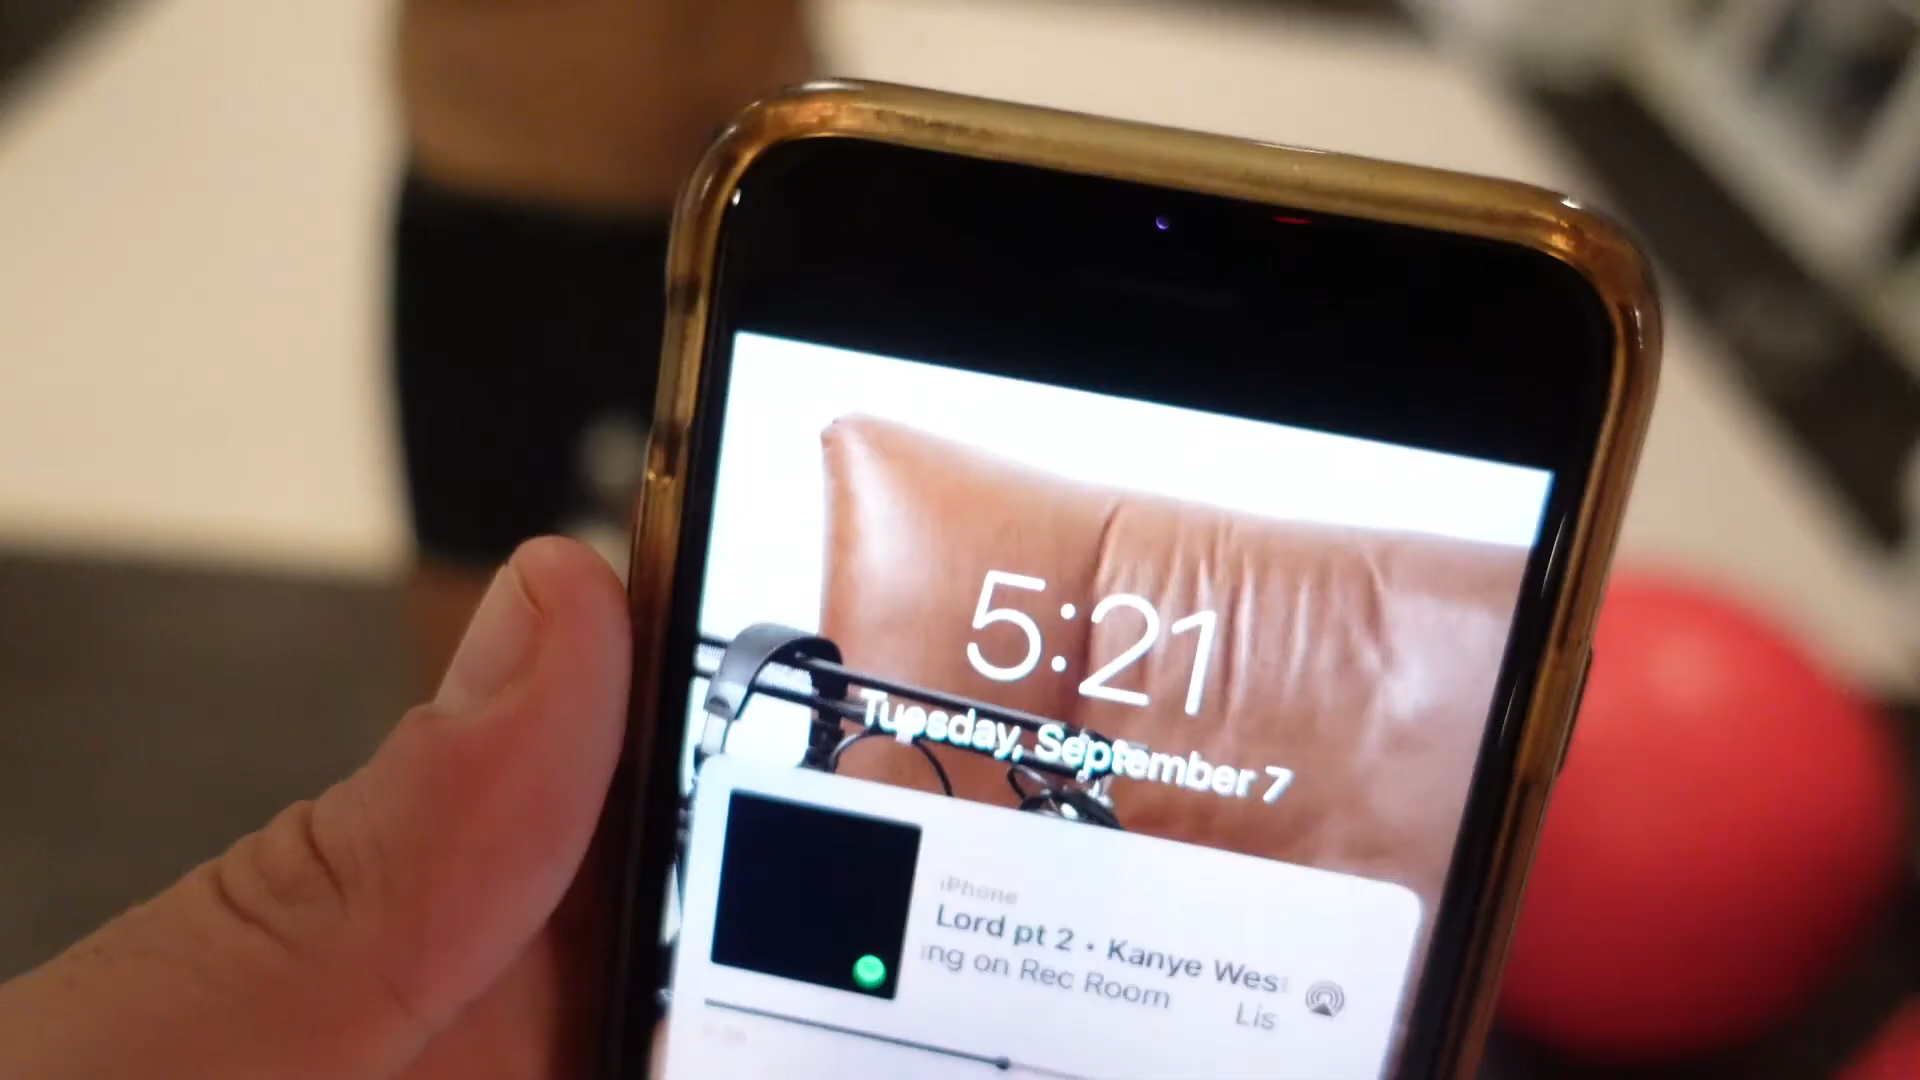 5:21
Tuesday, September 7
iPhone
Lord pt 2 • Kanye Wes
ing on Rec Room Lis